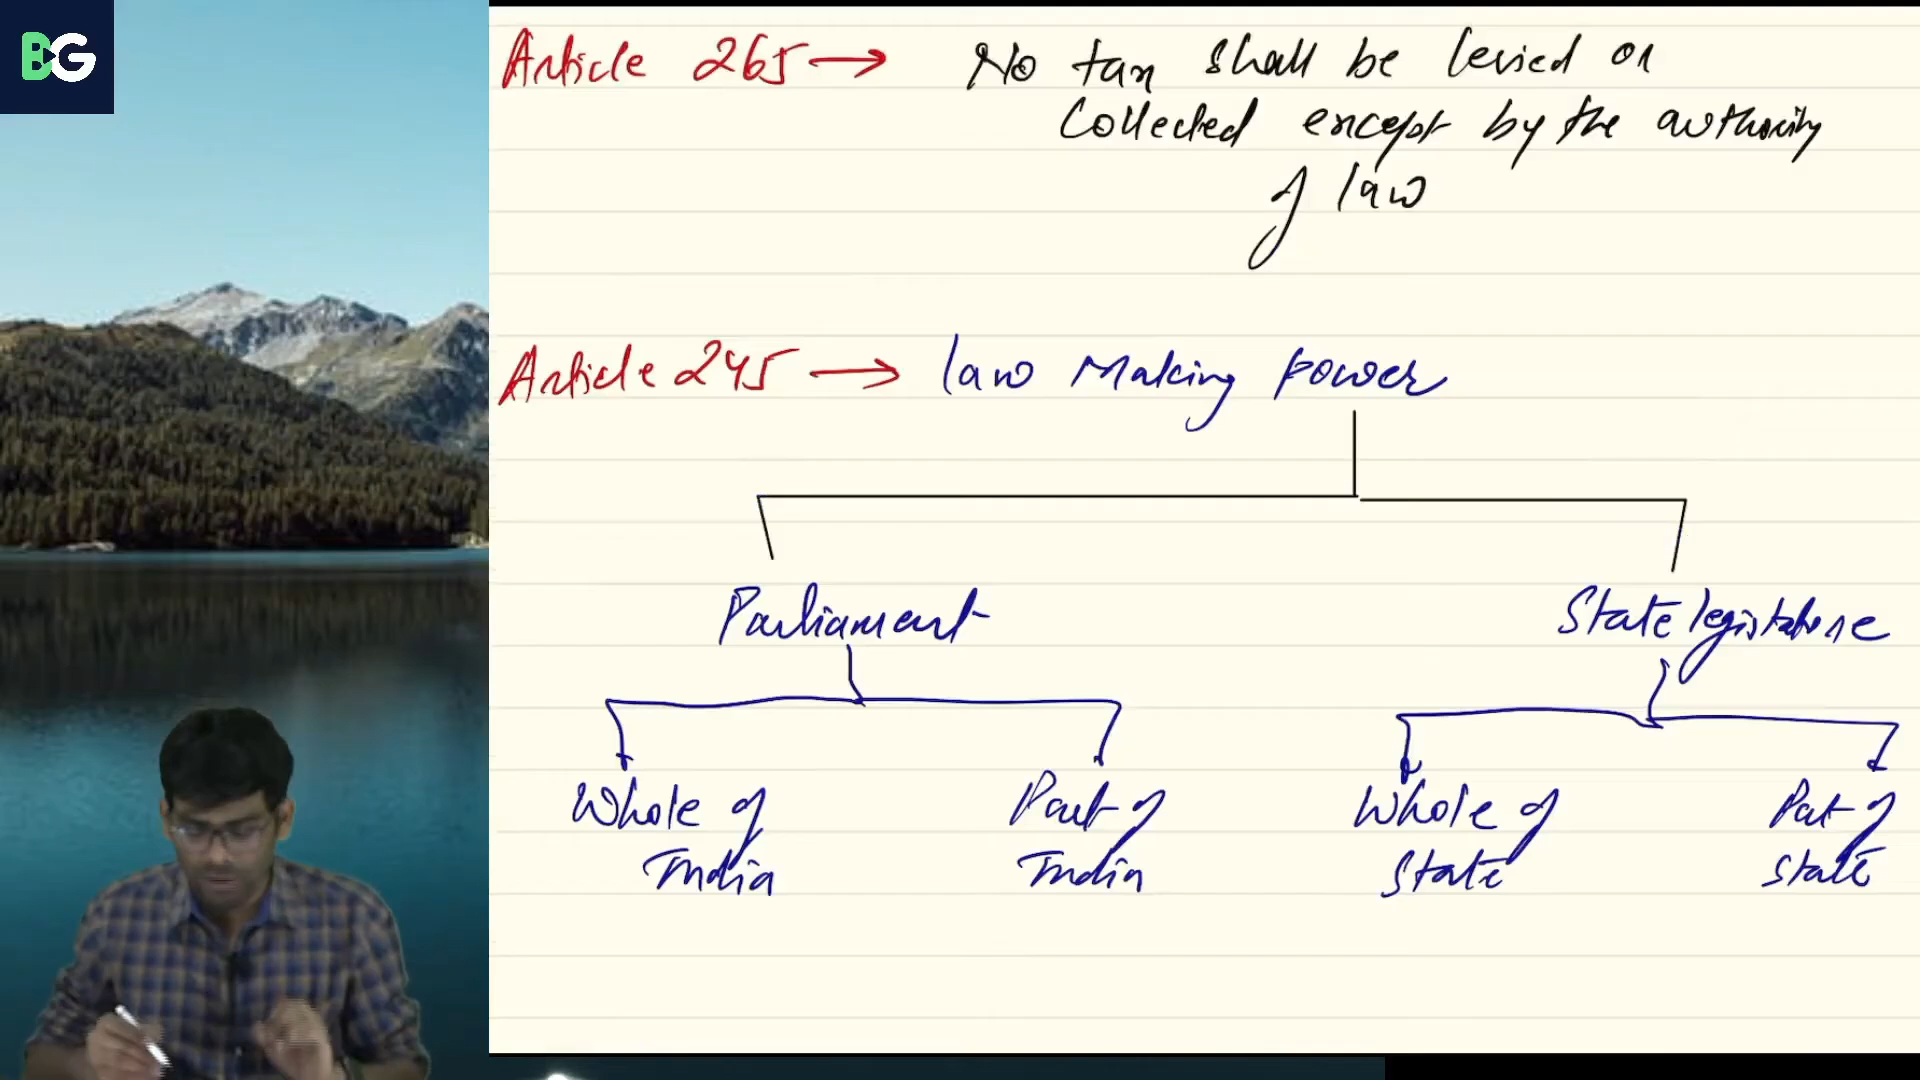 BG
Article 265 → No tax shall be levied or
collected except by the authority
of law
Article 245 → law Making power
Parliament
State legislature
Whole of
India
Part of
India
Whole of
State
Part of
state